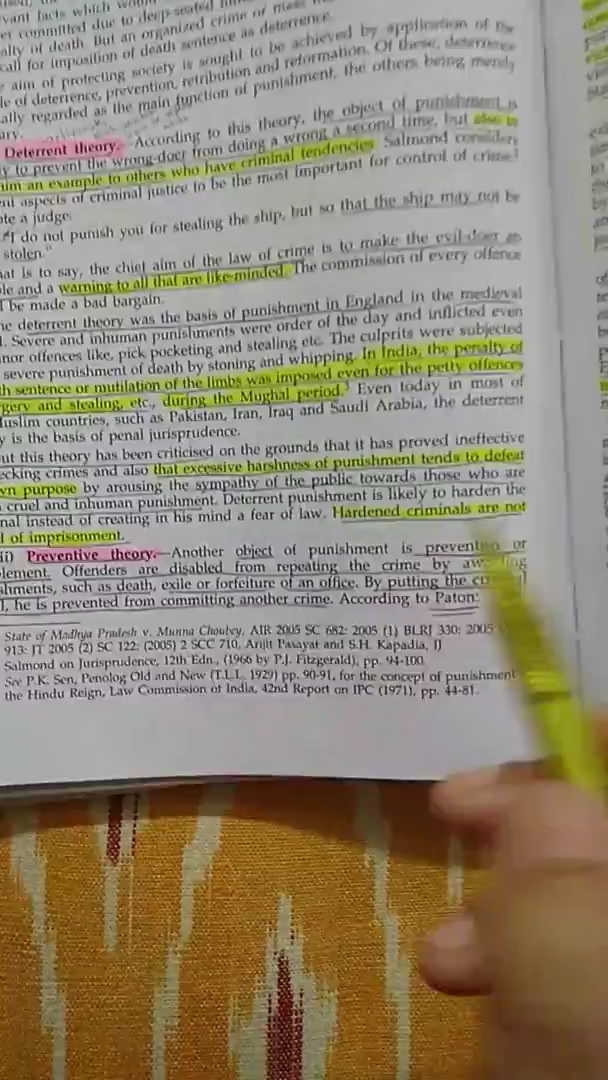 vant facts which
committed due to deep-seated
alty of death. But an organized crime or mass
call for imposition of death sentence as deterrence.
aim of protecting society is sought to be achieved by application of the
le of deterrence, prevention, retribution and reformation. Of these, deterrence
ally regarded as the main function of punishment, the others being merely
ary.
Deterrent theory.—According to this theory, the object of punishment is
y to prevent the wrong-doer from doing a wrong a second time, but also to
im an example to others who have criminal tendencies. Salmond considers
nt aspects of criminal justice to be the most important for control of crime
te a judge:
"I do not punish you for stealing the ship, but so that the ship may not be
stolen."
at is to say, the chief aim of the law of crime is to make the evil-doer an
le and a warning to all that are like-minded. The commission of every offence
be made a bad bargain.
e deterrent theory was the basis of punishment in England in the medieval
Severe and inhuman punishments were order of the day and inflicted even
nor offences like, pick pocketing and stealing etc. The culprits were subjected
severe punishment of death by stoning and whipping. In India, the penalty of
th sentence or mutilation of the limbs was imposed even for the petty offences
gery and stealing, etc., during the Mughal period.³ Even today in most of
uslim countries, such as Pakistan, Iran, Iraq and Saudi Arabia, the deterrent
y is the basis of penal jurisprudence.
ut this theory has been criticised on the grounds that it has proved ineffective
ecking crimes and also that excessive harshness of punishment tends to defeat
wn purpose by arousing the sympathy of the public towards those who are
cruel and inhuman punishment. Deterrent punishment is likely to harden the
nal instead of creating in his mind a fear of law. Hardened criminals are not
d of imprisonment.
ii) Preventive theory.—Another object of punishment is prevention or
lement. Offenders are disabled from repeating the crime by
shments, such as death, exile or forfeiture of an office. By putting the
l, he is prevented from committing another crime. According to Paton:
State of Madhya Pradesh v. Munna Choubey, AIR 2005 SC 682: 2005 (1) BLRJ 330: 2005
913: JT 2005 (2) SC 122: (2005) 2 SCC 710, Arijit Pasayat and S.H. Kapadia, JJ
Salmond on Jurisprudence, 12th Edn., (1966 by P.J. Fitzgerald), pp. 94-100.
See P.K. Sen, Penolog Old and New (T.L.L. 1929) pp. 90-91, for the concept of punishment
the Hindu Reign, Law Commission of India, 42nd Report on IPC (1971), pp. 44-81.